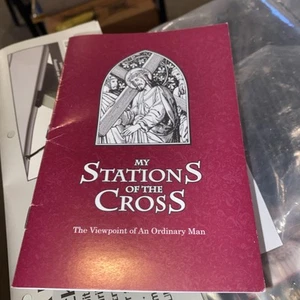 MY
STATIONS
OF THE
CROSS
The Viewpoint of An Ordinary Man